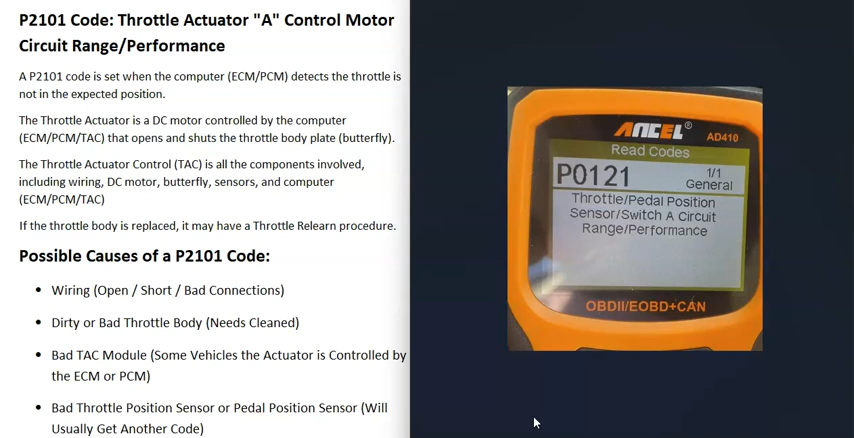 P2101 Code: Throttle Actuator "A" Control Motor
Circuit Range/Performance
A P2101 code is set when the computer (ECM/PCM) detects the throttle is
not in the expected position.
The Throttle Actuator is a DC motor controlled by the computer
(ECM/PCM/TAC) that opens and shuts the throttle body plate (butterfly).
The Throttle Actuator Control (TAC) is all the components involved,
including wiring, DC motor, butterfly, sensors, and computer
(ECM/PCM/TAC)
If the throttle body is replaced, it may have a Throttle Relearn procedure.
Possible Causes of a P2101 Code:
• Wiring (Open / Short / Bad Connections)
• Dirty or Bad Throttle Body (Needs Cleaned)
• Bad TAC Module (Some Vehicles the Actuator is Controlled by
the ECM or PCM)
• Bad Throttle Position Sensor or Pedal Position Sensor (Will
Usually Get Another Code)
ANCEL®
AD410
Read Codes
P0121 1/1
General
Throttle/Pedal Position
Sensor/Switch A Circuit
Range/Performance
OBDII/EOBD+CAN